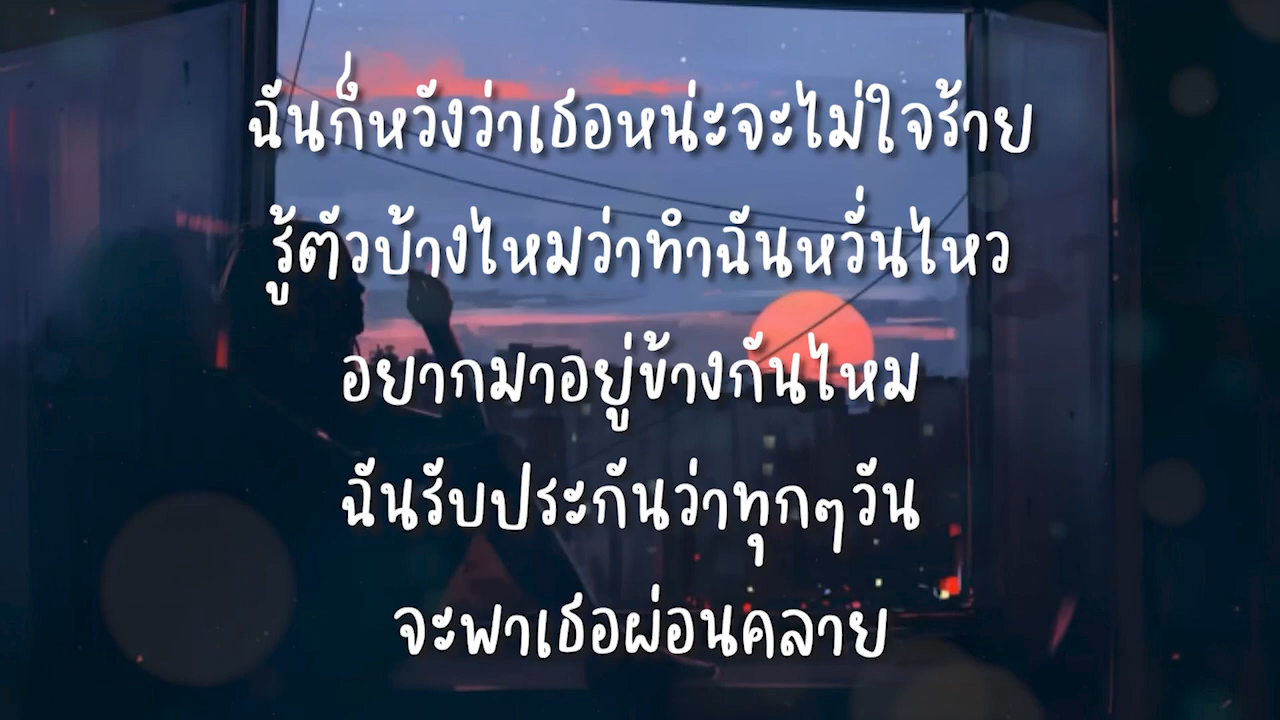 ฉันก็หวังว่าเธอหน่ะจะไม่ใจร้าย
รู้ตัวบ้างไหมว่าทำฉันหวั่นไหว
อยากมาอยู่ข้างกันไหม
ฉันรับประกันว่าทุกๆวัน
จะพาเธอผ่อนคลาย